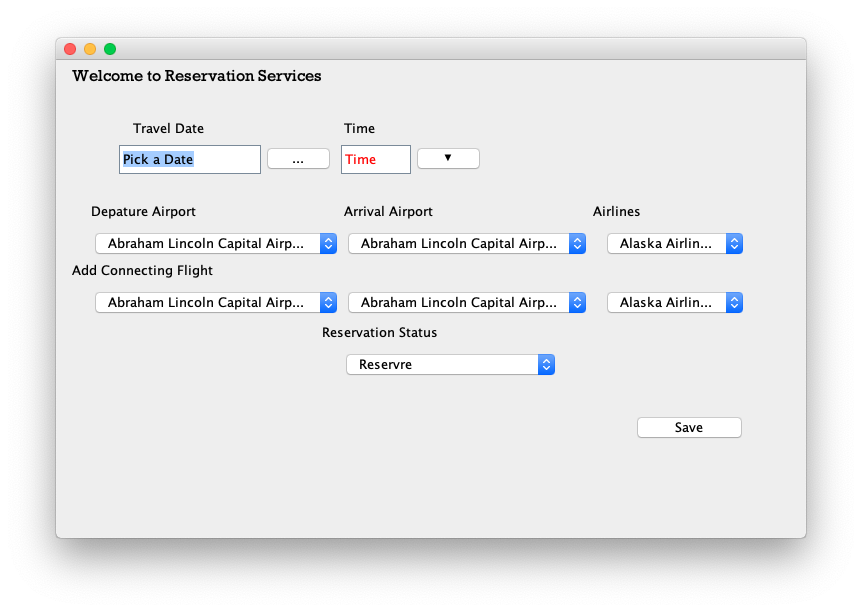 Welcome to Reservation Services
Travel Date Time
Pick a Date ... Time ▼
Depature Airport Arrival Airport Airlines
Abraham Lincoln Capital Airp... Abraham Lincoln Capital Airp... Alaska Airlin...
Add Connecting Flight
Abraham Lincoln Capital Airp... Abraham Lincoln Capital Airp... Alaska Airlin...
Reservation Status
Reservre
Save